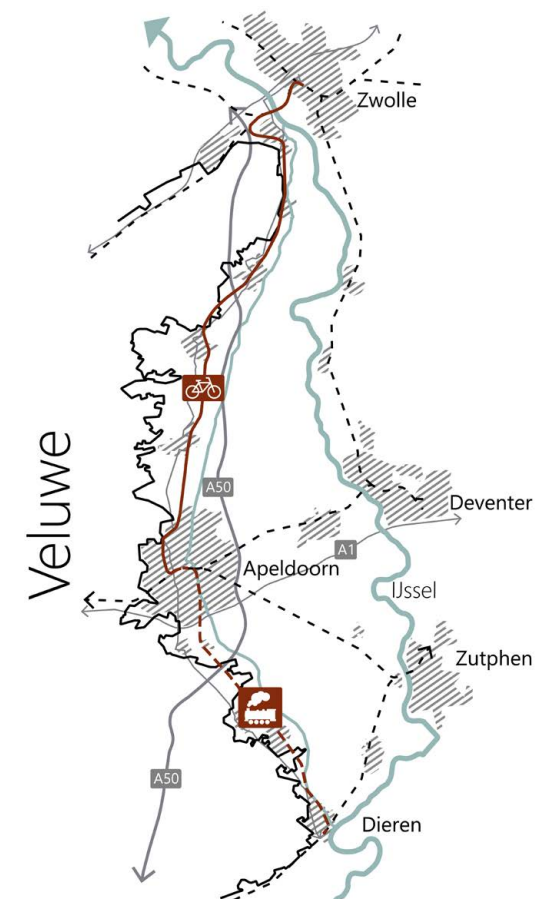 Zwolle
Veluwe
A50
Deventer
A1
Apeldoorn
IJssel
Zutphen
A50
Dieren